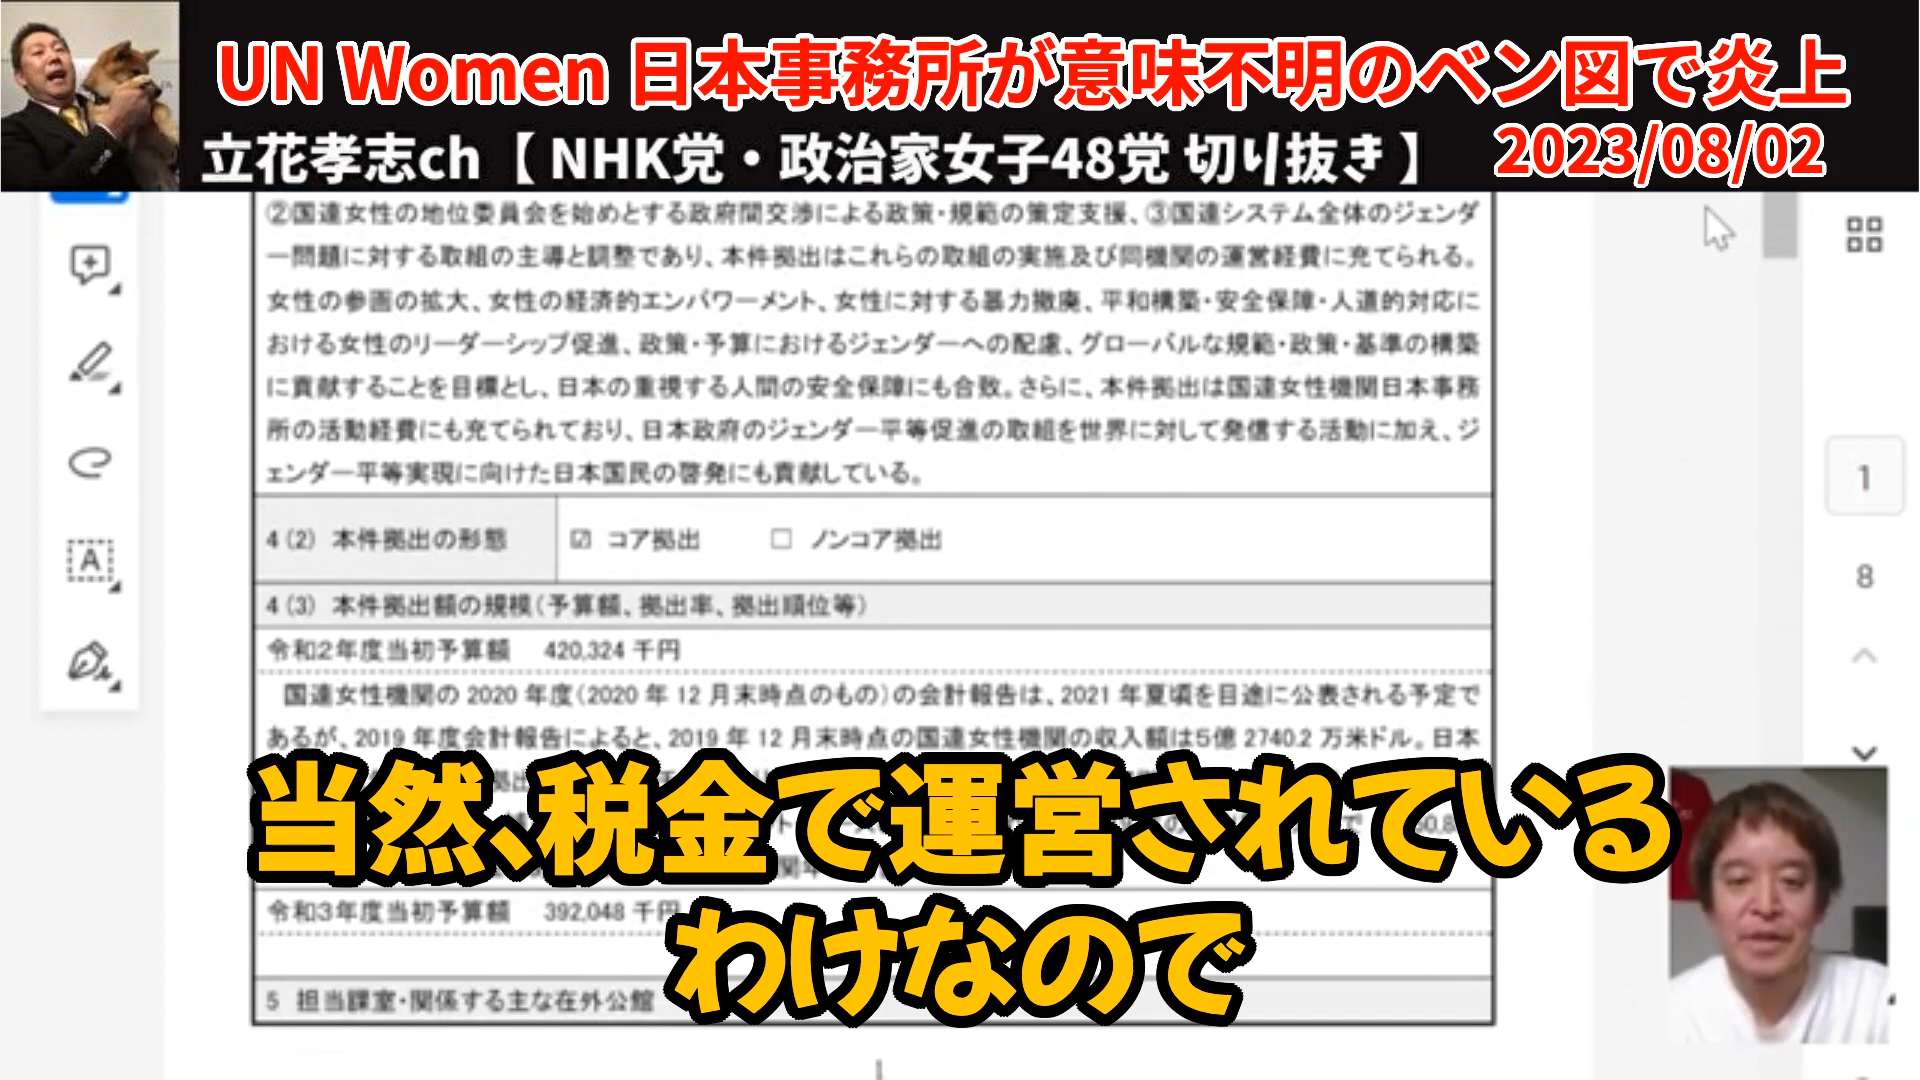 UN Women 日本事務所が意味不明のベン図で炎上
立花孝志ch【 NHK党・政治家女子48党 切り抜き 】 2023/08/02
②国連女性の地位委員会を始めとする政府間交渉による政策・規範の策定支援、③国連システム全体のジェンダ
ー問題に対する取組の主導と調整であり、本件拠出はこれらの取組の実施及び同機関の運営経費に充てられる。
女性の参画の拡大、女性の経済的エンパワーメント、女性に対する暴力撤廃、平和構築・安全保障・人道的対応に
おける女性のリーダーシップ促進、政策・予算におけるジェンダーへの配慮、グローバルな規範・政策・基準の構築
に貢献することを目標とし、日本の重視する人間の安全保障にも合致。さらに、本件拠出は国連女性機関日本事務
所の活動経費にも充てられており、日本政府のジェンダー平等促進の取組を世界に対して発信する活動に加え、ジ
ェンダー平等実現に向けた日本国民の啓発にも貢献している。
4（2） 本件拠出の形態 ☑ コア拠出 □ ノンコア拠出
4（3） 本件拠出額の規模（予算額、拠出率、拠出順位等）
令和2年度当初予算額 420,324 千円
国連女性機関の 2020 年度（2020 年 12 月末時点のもの）の会計報告は、2021 年夏頃を目途に公表される予定で
あるが、2019 年度会計報告によると、2019 年 12 月末時点の国連女性機関の収入額は5億 2740.2 万米ドル。日本
当然、税金で運営されている
わけなので
令和3年度当初予算額 392,048 千円
5 担当課室・関係する主な在外公館
1
1
8